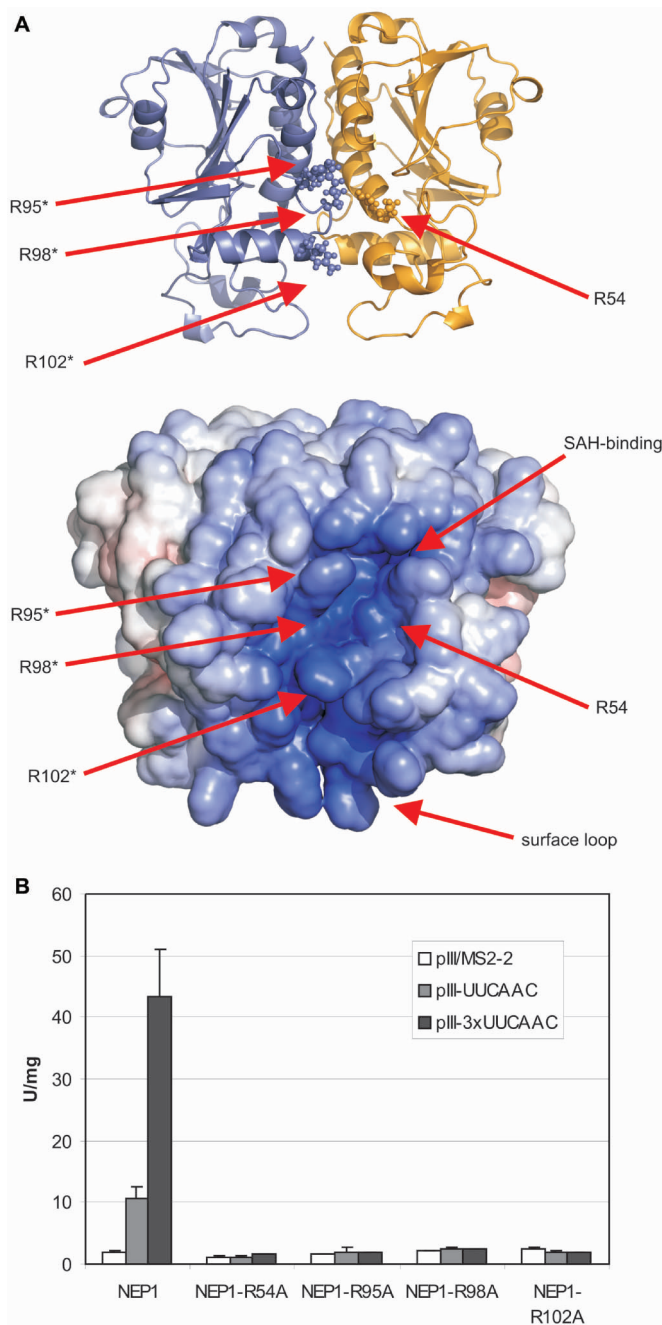 A
R95*
R98*
R102*
R54
SAH-binding
R95*
R98*
R54
R102*
surface loop
B
60
50
40
30
20
10
0
U/mg
pIII/MS2-2
pIII-UUCAAC
pIII-3xUUCAAC
NEP1
NEP1-R54A
NEP1-R95A
NEP1-R98A
NEP1-
R102A